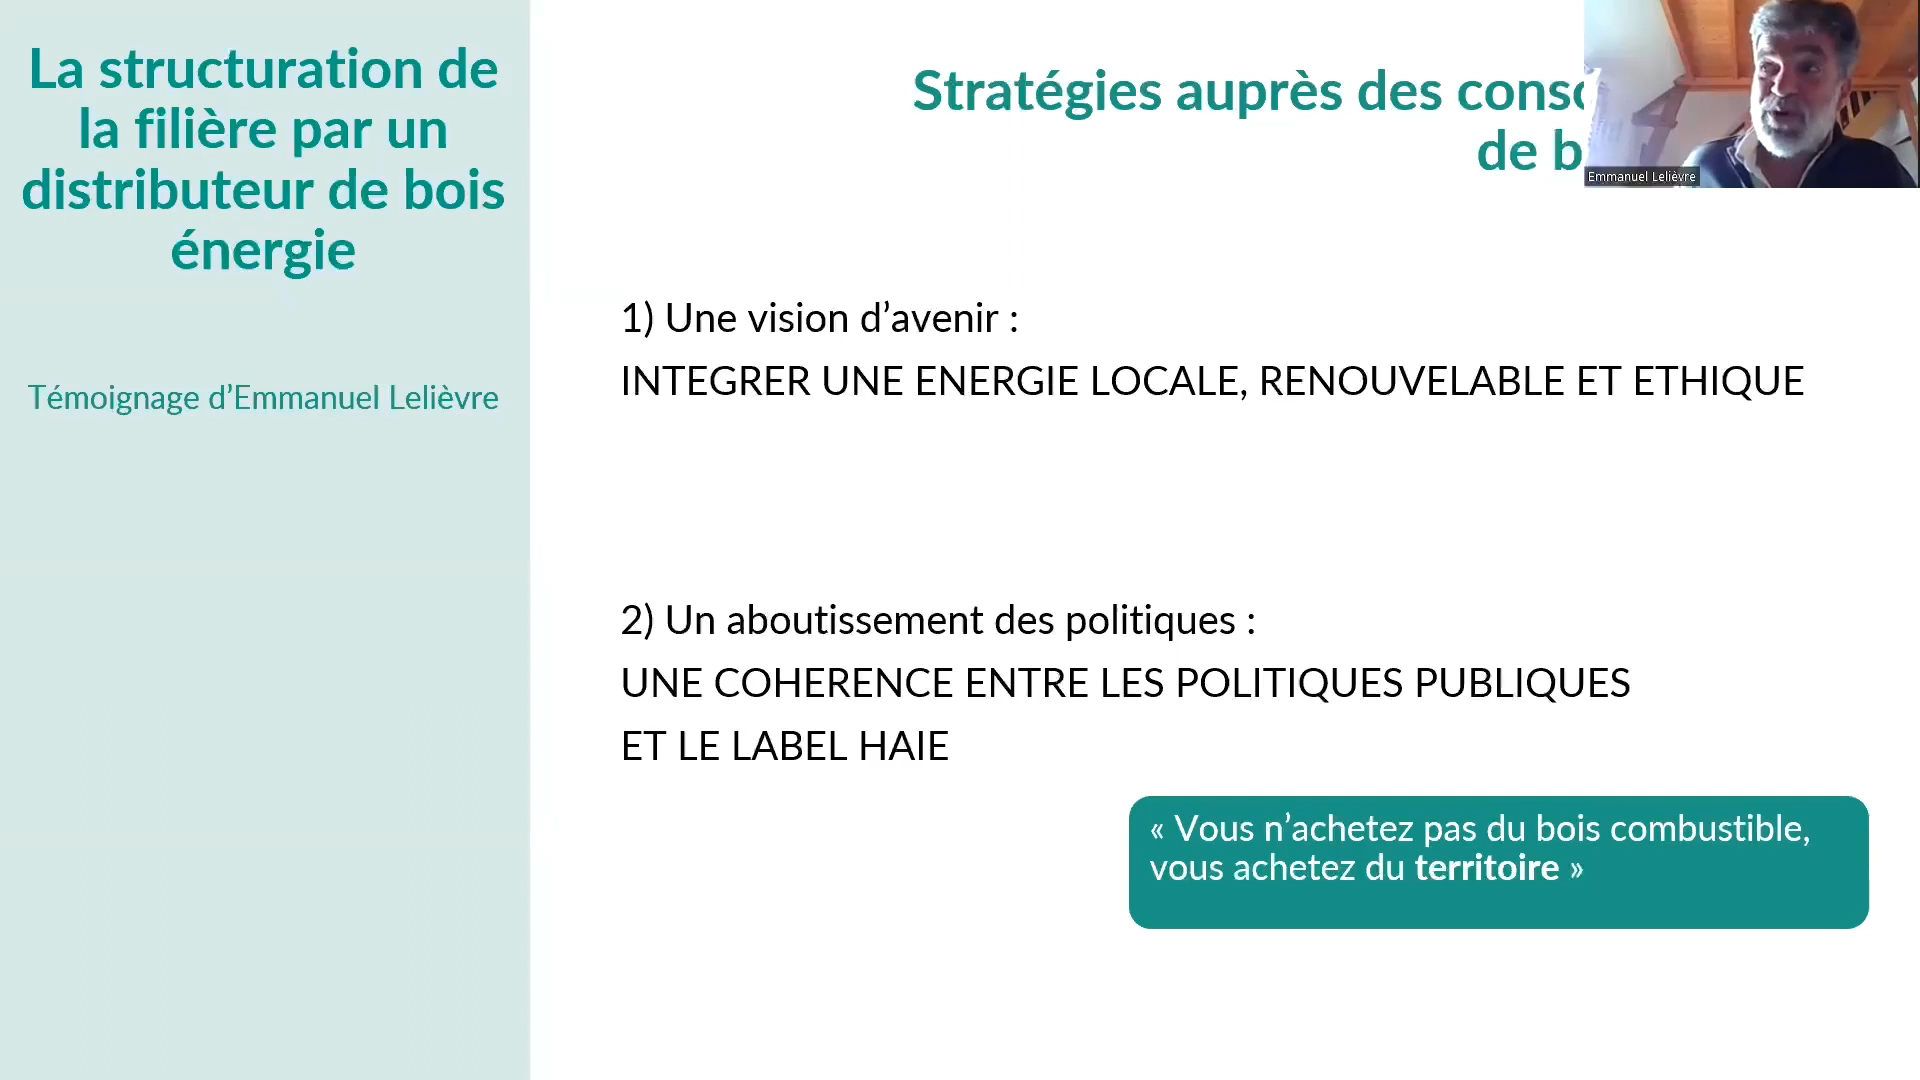 La structuration de
la filière par un
distributeur de bois
énergie
Témoignage d’Emmanuel Lelièvre
Stratégies auprès des
de
Emmanuel Lelièvre
1) Une vision d’avenir :
INTEGRER UNE ENERGIE LOCALE, RENOUVELABLE ET ETHIQUE
2) Un aboutissement des politiques :
UNE COHERENCE ENTRE LES POLITIQUES PUBLIQUES
ET LE LABEL HAIE
« Vous n’achetez pas du bois combustible,
vous achetez du territoire »